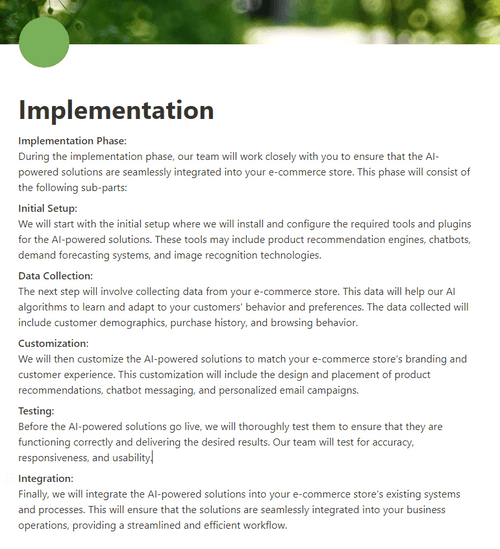 Implementation
Implementation Phase:
During the implementation phase, our team will work closely with you to ensure that the AI-
powered solutions are seamlessly integrated into your e-commerce store. This phase will consist of
the following sub-parts:
Initial Setup:
We will start with the initial setup where we will install and configure the required tools and plugins
for the AI-powered solutions. These tools may include product recommendation engines, chatbots,
demand forecasting systems, and image recognition technologies.
Data Collection:
The next step will involve collecting data from your e-commerce store. This data will help our AI
algorithms to learn and adapt to your customers' behavior and preferences. The data collected will
include customer demographics, purchase history, and browsing behavior.
Customization:
We will then customize the AI-powered solutions to match your e-commerce store's branding and
customer experience. This customization will include the design and placement of product
recommendations, chatbot messaging, and personalized email campaigns.
Testing:
Before the AI-powered solutions go live, we will thoroughly test them to ensure that they are
functioning correctly and delivering the desired results. Our team will test for accuracy,
responsiveness, and usability.
Integration:
Finally, we will integrate the AI-powered solutions into your e-commerce store's existing systems
and processes. This will ensure that the solutions are seamlessly integrated into your business
operations, providing a streamlined and efficient workflow.